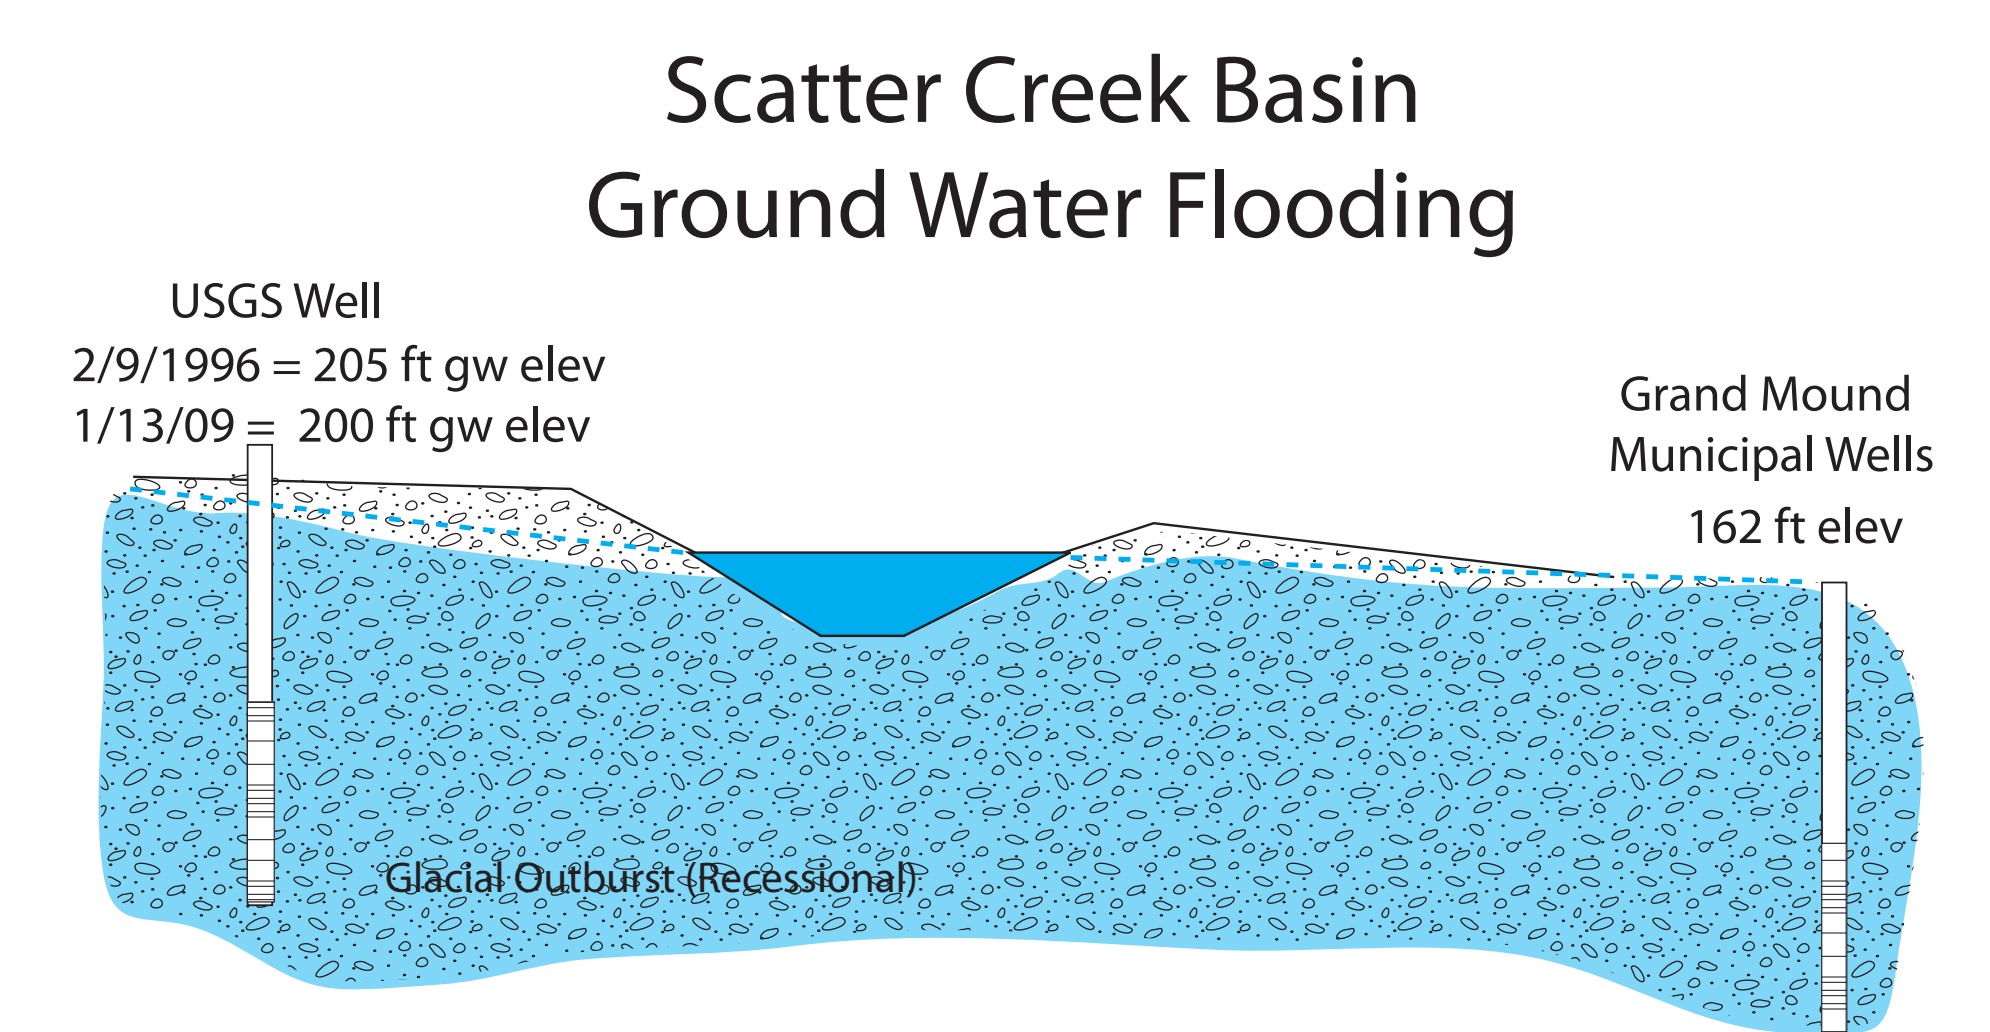 Scatter Creek Basin
Ground Water Flooding
USGS Well
2/9/1996 = 205 ft gw elev
1/13/09 = 200 ft gw elev
Grand Mound
Municipal Wells
162 ft elev
Glacial Outburst (Recessional)